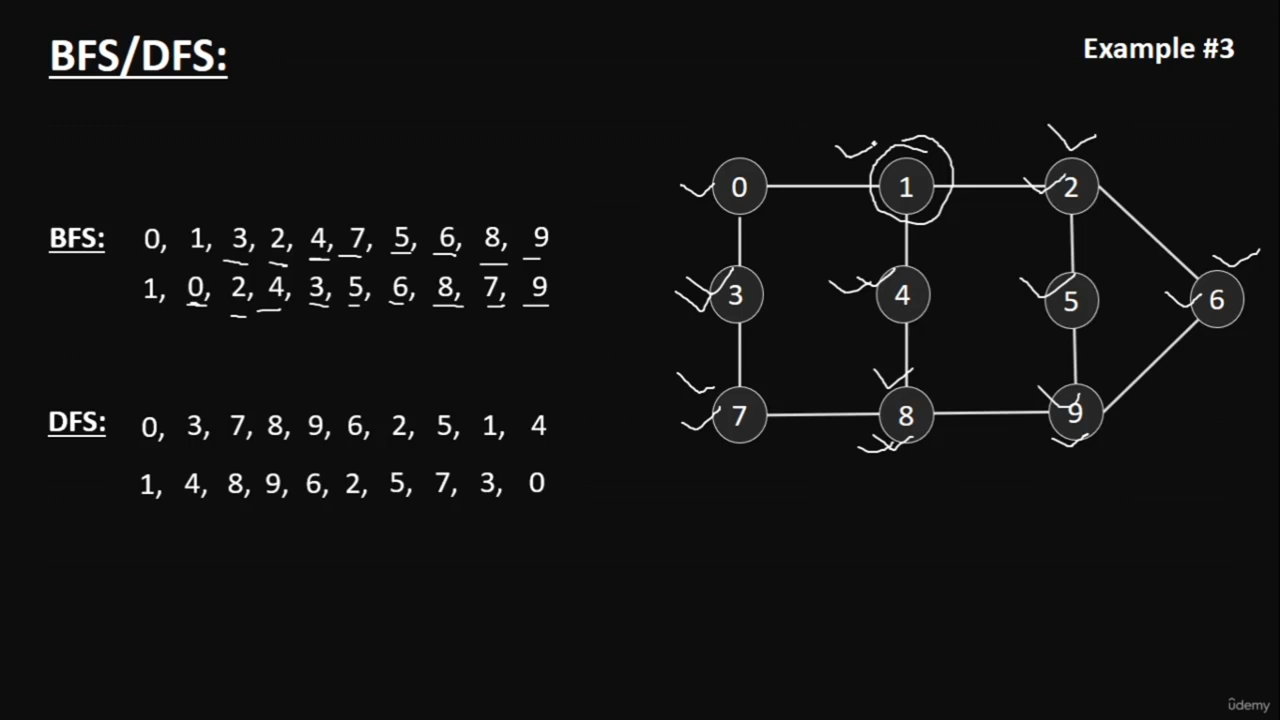 BFS/DFS:
Example #3
BFS: 0, 1, 3, 2, 4, 7, 5, 6, 8, 9
1, 0, 2, 4, 3, 5, 6, 8, 7, 9
DFS: 0, 3, 7, 8, 9, 6, 2, 5, 1, 4
1, 4, 8, 9, 6, 2, 5, 7, 3, 0
0 1 2
3 4 5 6
7 8 9
ûdemy